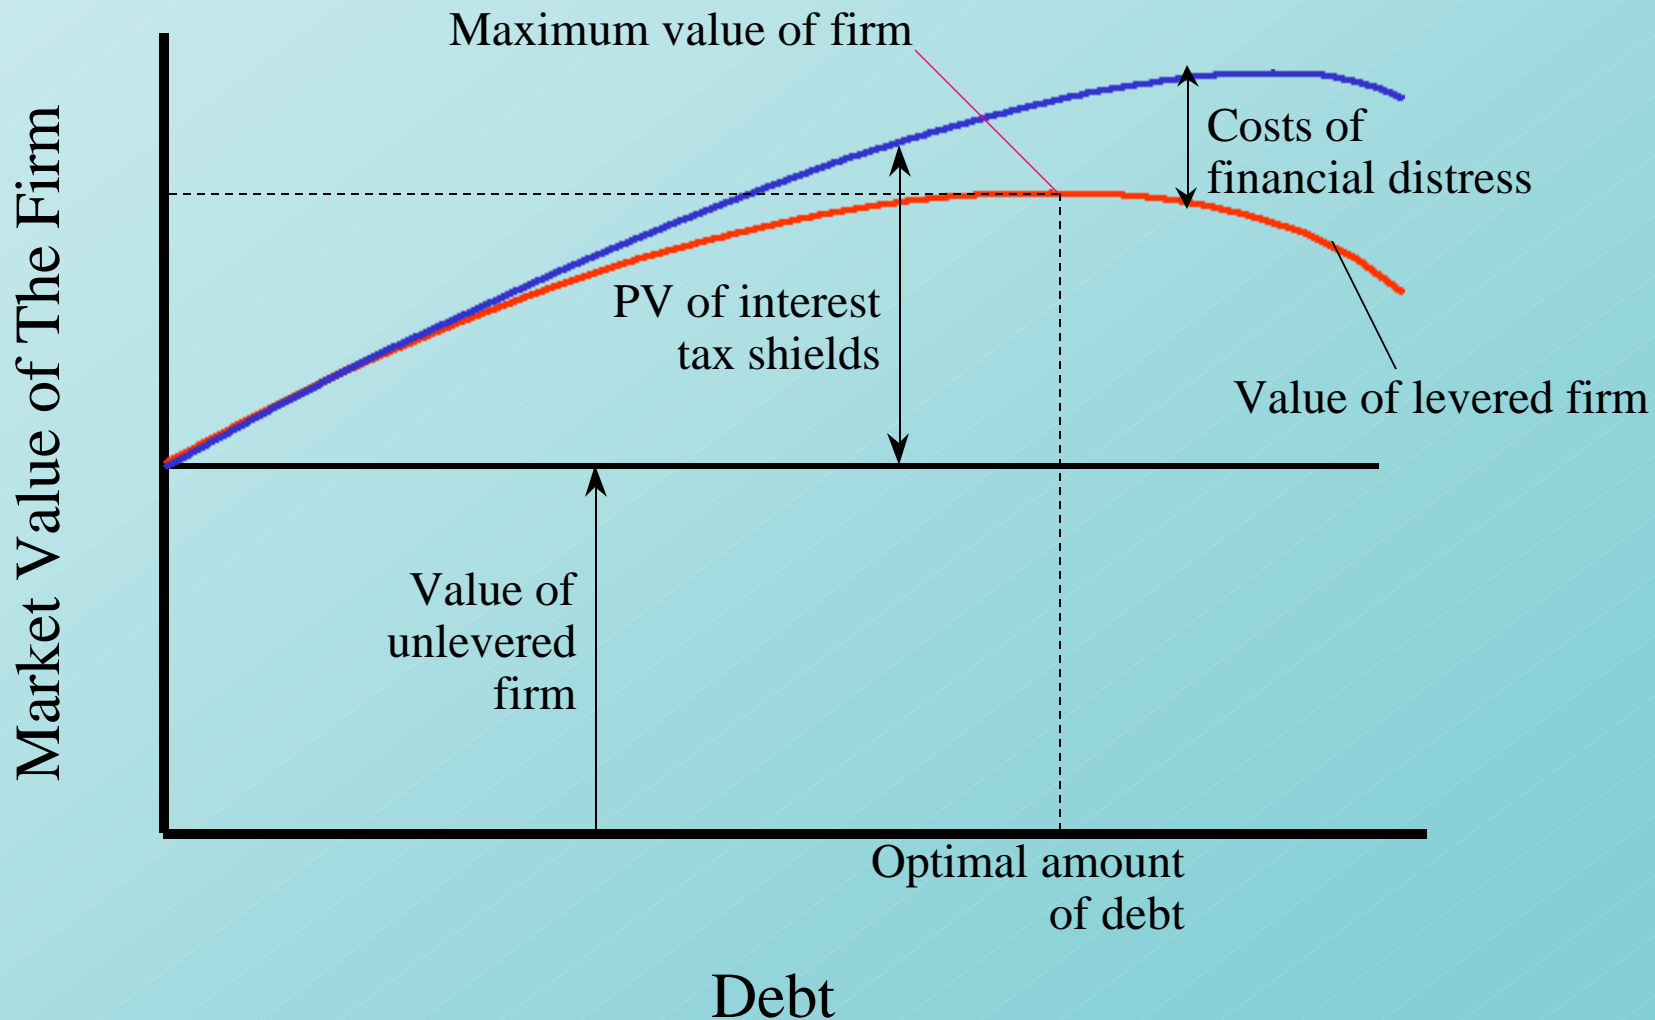 Maximum value of firm
Market Value of The Firm
Costs of
financial distress
PV of interest
tax shields
Value of levered firm
Value of
unlevered
firm
Optimal amount
of debt
Debt